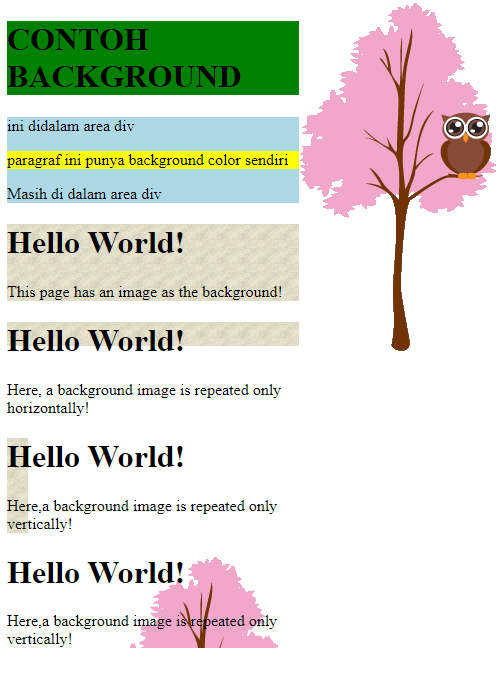 CONTOH
BACKGROUND
ini didalam area div
paragraf ini punya background color sendiri
Masih di dalam area div
Hello World!
This page has an image as the background!
Hello World!
Here, a background image is repeated only
horizontally!
Hello World!
Here,a background image is repeated only
vertically!
Hello World!
Here,a background image is repeated only
vertically!